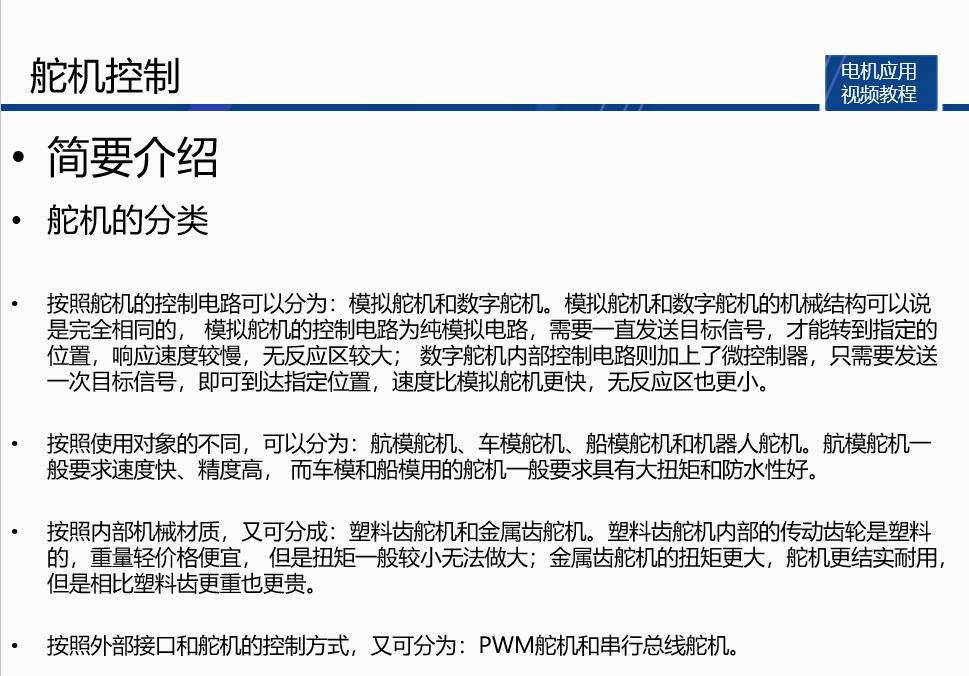 舵机控制
电机应用
视频教程
• 简要介绍
• 舵机的分类
• 按照舵机的控制电路可以分为：模拟舵机和数字舵机。模拟舵机和数字舵机的机械结构可以说
是完全相同的， 模拟舵机的控制电路为纯模拟电路，需要一直发送目标信号，才能转到指定的
位置，响应速度较慢，无反应区较大； 数字舵机内部控制电路则加上了微控制器，只需要发送
一次目标信号，即可到达指定位置，速度比模拟舵机更快，无反应区也更小。
• 按照使用对象的不同，可以分为：航模舵机、车模舵机、船模舵机和机器人舵机。航模舵机一
般要求速度快、精度高， 而车模和船模用的舵机一般要求具有大扭矩和防水性好。
• 按照内部机械材质，又可分成：塑料齿舵机和金属齿舵机。塑料齿舵机内部的传动齿轮是塑料
的，重量轻价格便宜， 但是扭矩一般较小无法做大；金属齿舵机的扭矩更大，舵机更结实耐用，
但是相比塑料齿更重也更贵。
• 按照外部接口和舵机的控制方式，又可分为：PWM舵机和串行总线舵机。